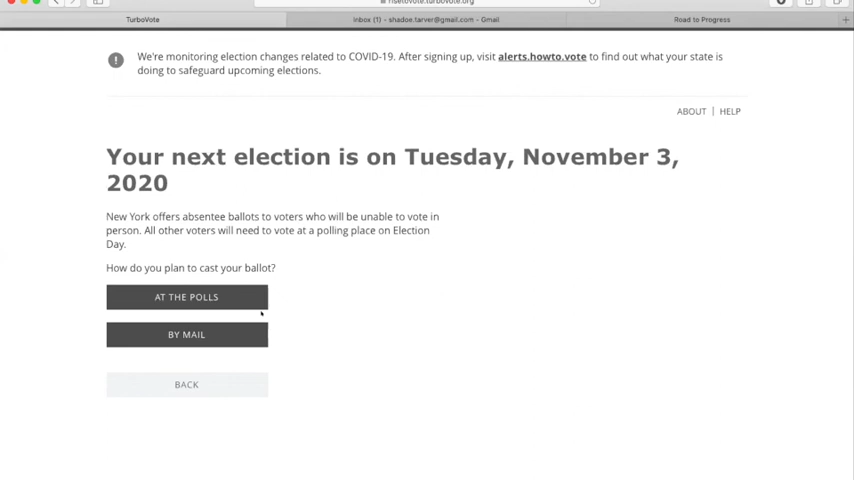 risetovote.turbovote.org
TurboVote
Inbox (1) - shadoe.tarver@gmail.com - Gmail
Road to Progress
We're monitoring election changes related to COVID-19. After signing up, visit alerts.howto.vote to find out what your state is
doing to safeguard upcoming elections.
ABOUT | HELP
Your next election is on Tuesday, November 3,
2020
New York offers absentee ballots to voters who will be unable to vote in
person. All other voters will need to vote at a polling place on Election
Day.
How do you plan to cast your ballot?
AT THE POLLS
BY MAIL
BACK